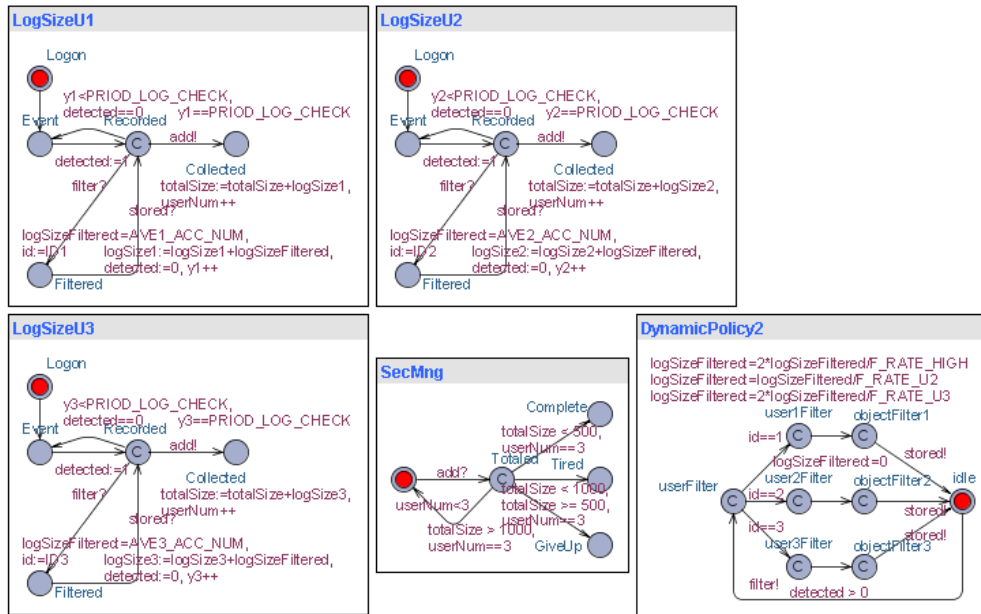 LogSizeU1
Logon
y1<PRIOD_LOG_CHECK,
detected==0 y1==PRIOD_LOG_CHECK
Event Recorded
add!
detected:=1
Collected
filter?
totalSize:=totalSize+logSize1,
userNum++
stored?
logSizeFiltered:=AVE1_ACC_NUM,
id:=ID1 logSize1:=logSize1+logSizeFiltered,
detected:=0, y1++
Filtered
LogSizeU2
Logon
y2<PRIOD_LOG_CHECK,
detected==0 y2==PRIOD_LOG_CHECK
Event Recorded
add!
detected:=1
Collected
filter?
totalSize:=totalSize+logSize2,
userNum++
stored?
logSizeFiltered:=AVE2_ACC_NUM,
id:=ID2 logSize2:=logSize2+logSizeFiltered,
detected:=0, y2++
Filtered
LogSizeU3
Logon
y3<PRIOD_LOG_CHECK,
detected==0 y3==PRIOD_LOG_CHECK
Event Recorded
add!
detected:=1
Collected
filter?
totalSize:=totalSize+logSize3,
userNum++
stored?
logSizeFiltered:=AVE3_ACC_NUM,
id:=ID3 logSize3:=logSize3+logSizeFiltered,
detected:=0, y3++
Filtered
SecMng
Complete
totalSize < 500,
userNum==3
Totaled
Tired
add?
totalSize < 1000,
totalSize >= 500,
userNum==3
userNum<3
totalSize > 1000,
userNum==3
GiveUp
DynamicPolicy2
logSizeFiltered:=2*logSizeFiltered/F_RATE_HIGH
logSizeFiltered:=logSizeFiltered/F_RATE_U2
logSizeFiltered:=2*logSizeFiltered/F_RATE_U3
user1Filter objectFilter1
id==1
stored!
logSizeFiltered:=0
idle
userFilter
user2Filter objectFilter2
id==2
stored!
id==3
stored!
user3Filter objectFilter3
filter!
detected > 0